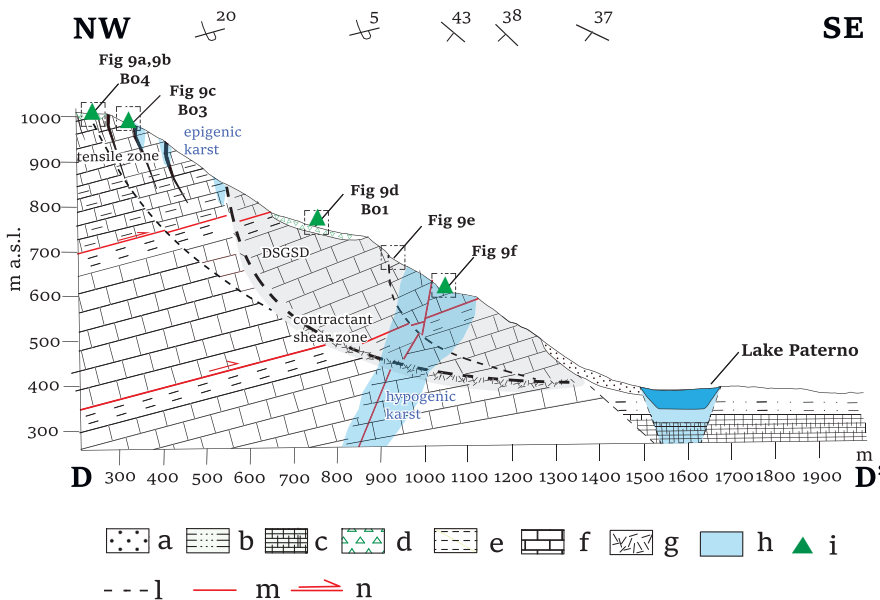 20 5 43 38 37
NW SE
Fig 9a,9b
B04
Fig 9c
B03
epigenic
karst
1000
tensile zone
900
Fig 9d
B01
800
Fig 9e
700
DSGSD
Fig 9f
m a.s.l.
600
contractant
shear zone
500
Lake Paterno
400
hypogenic
karst
300
m
D 300 400 500 600 700 800 900 1000 1100 1200 1300 1400 1500 1600 1700 1800 1900 D'
a b c d e f g h i
l m n